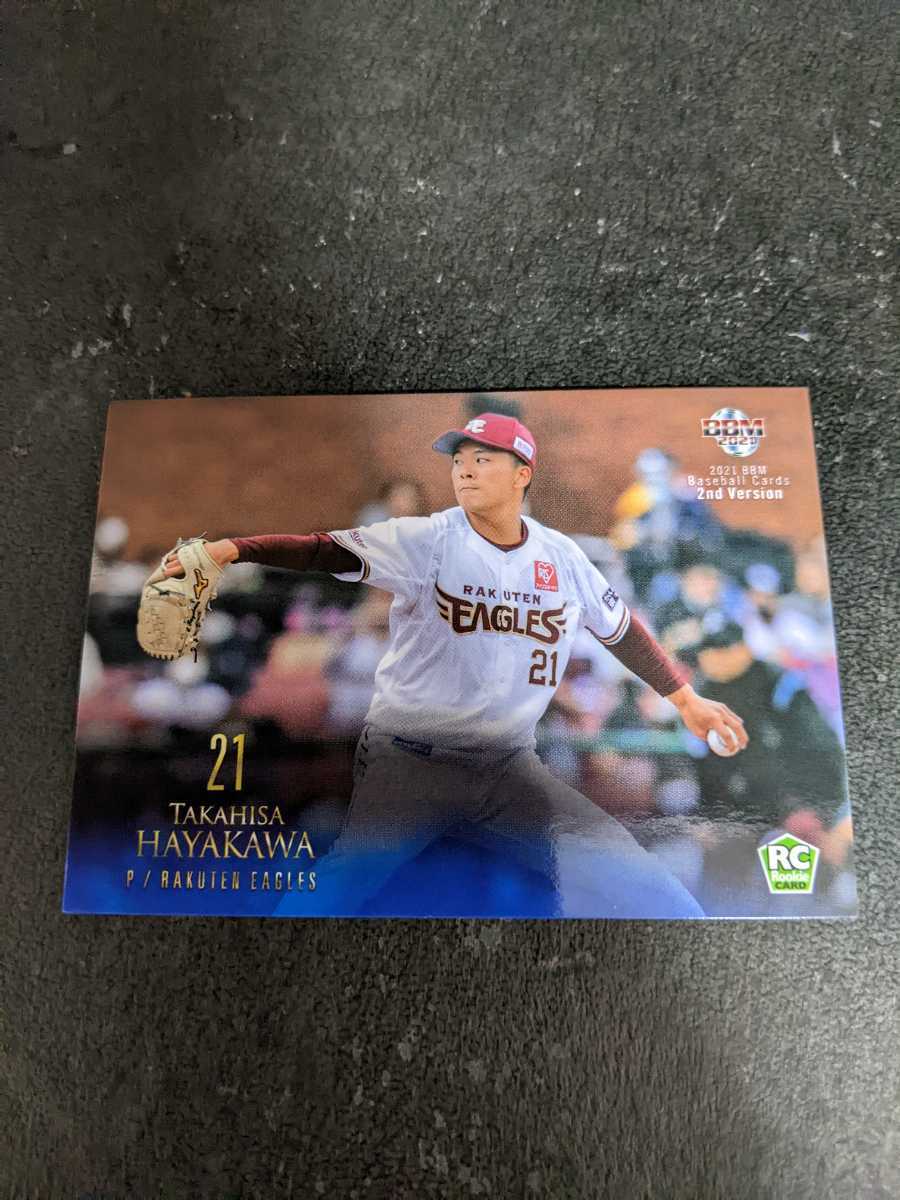 BBM
2021
2021 BBM
Baseball Cards
2nd Version
RAKUTEN
EAGLES
21
21
TAKAHISA
HAYAKAWA
P / RAKUTEN EAGLES
RC
Rookie
CARD